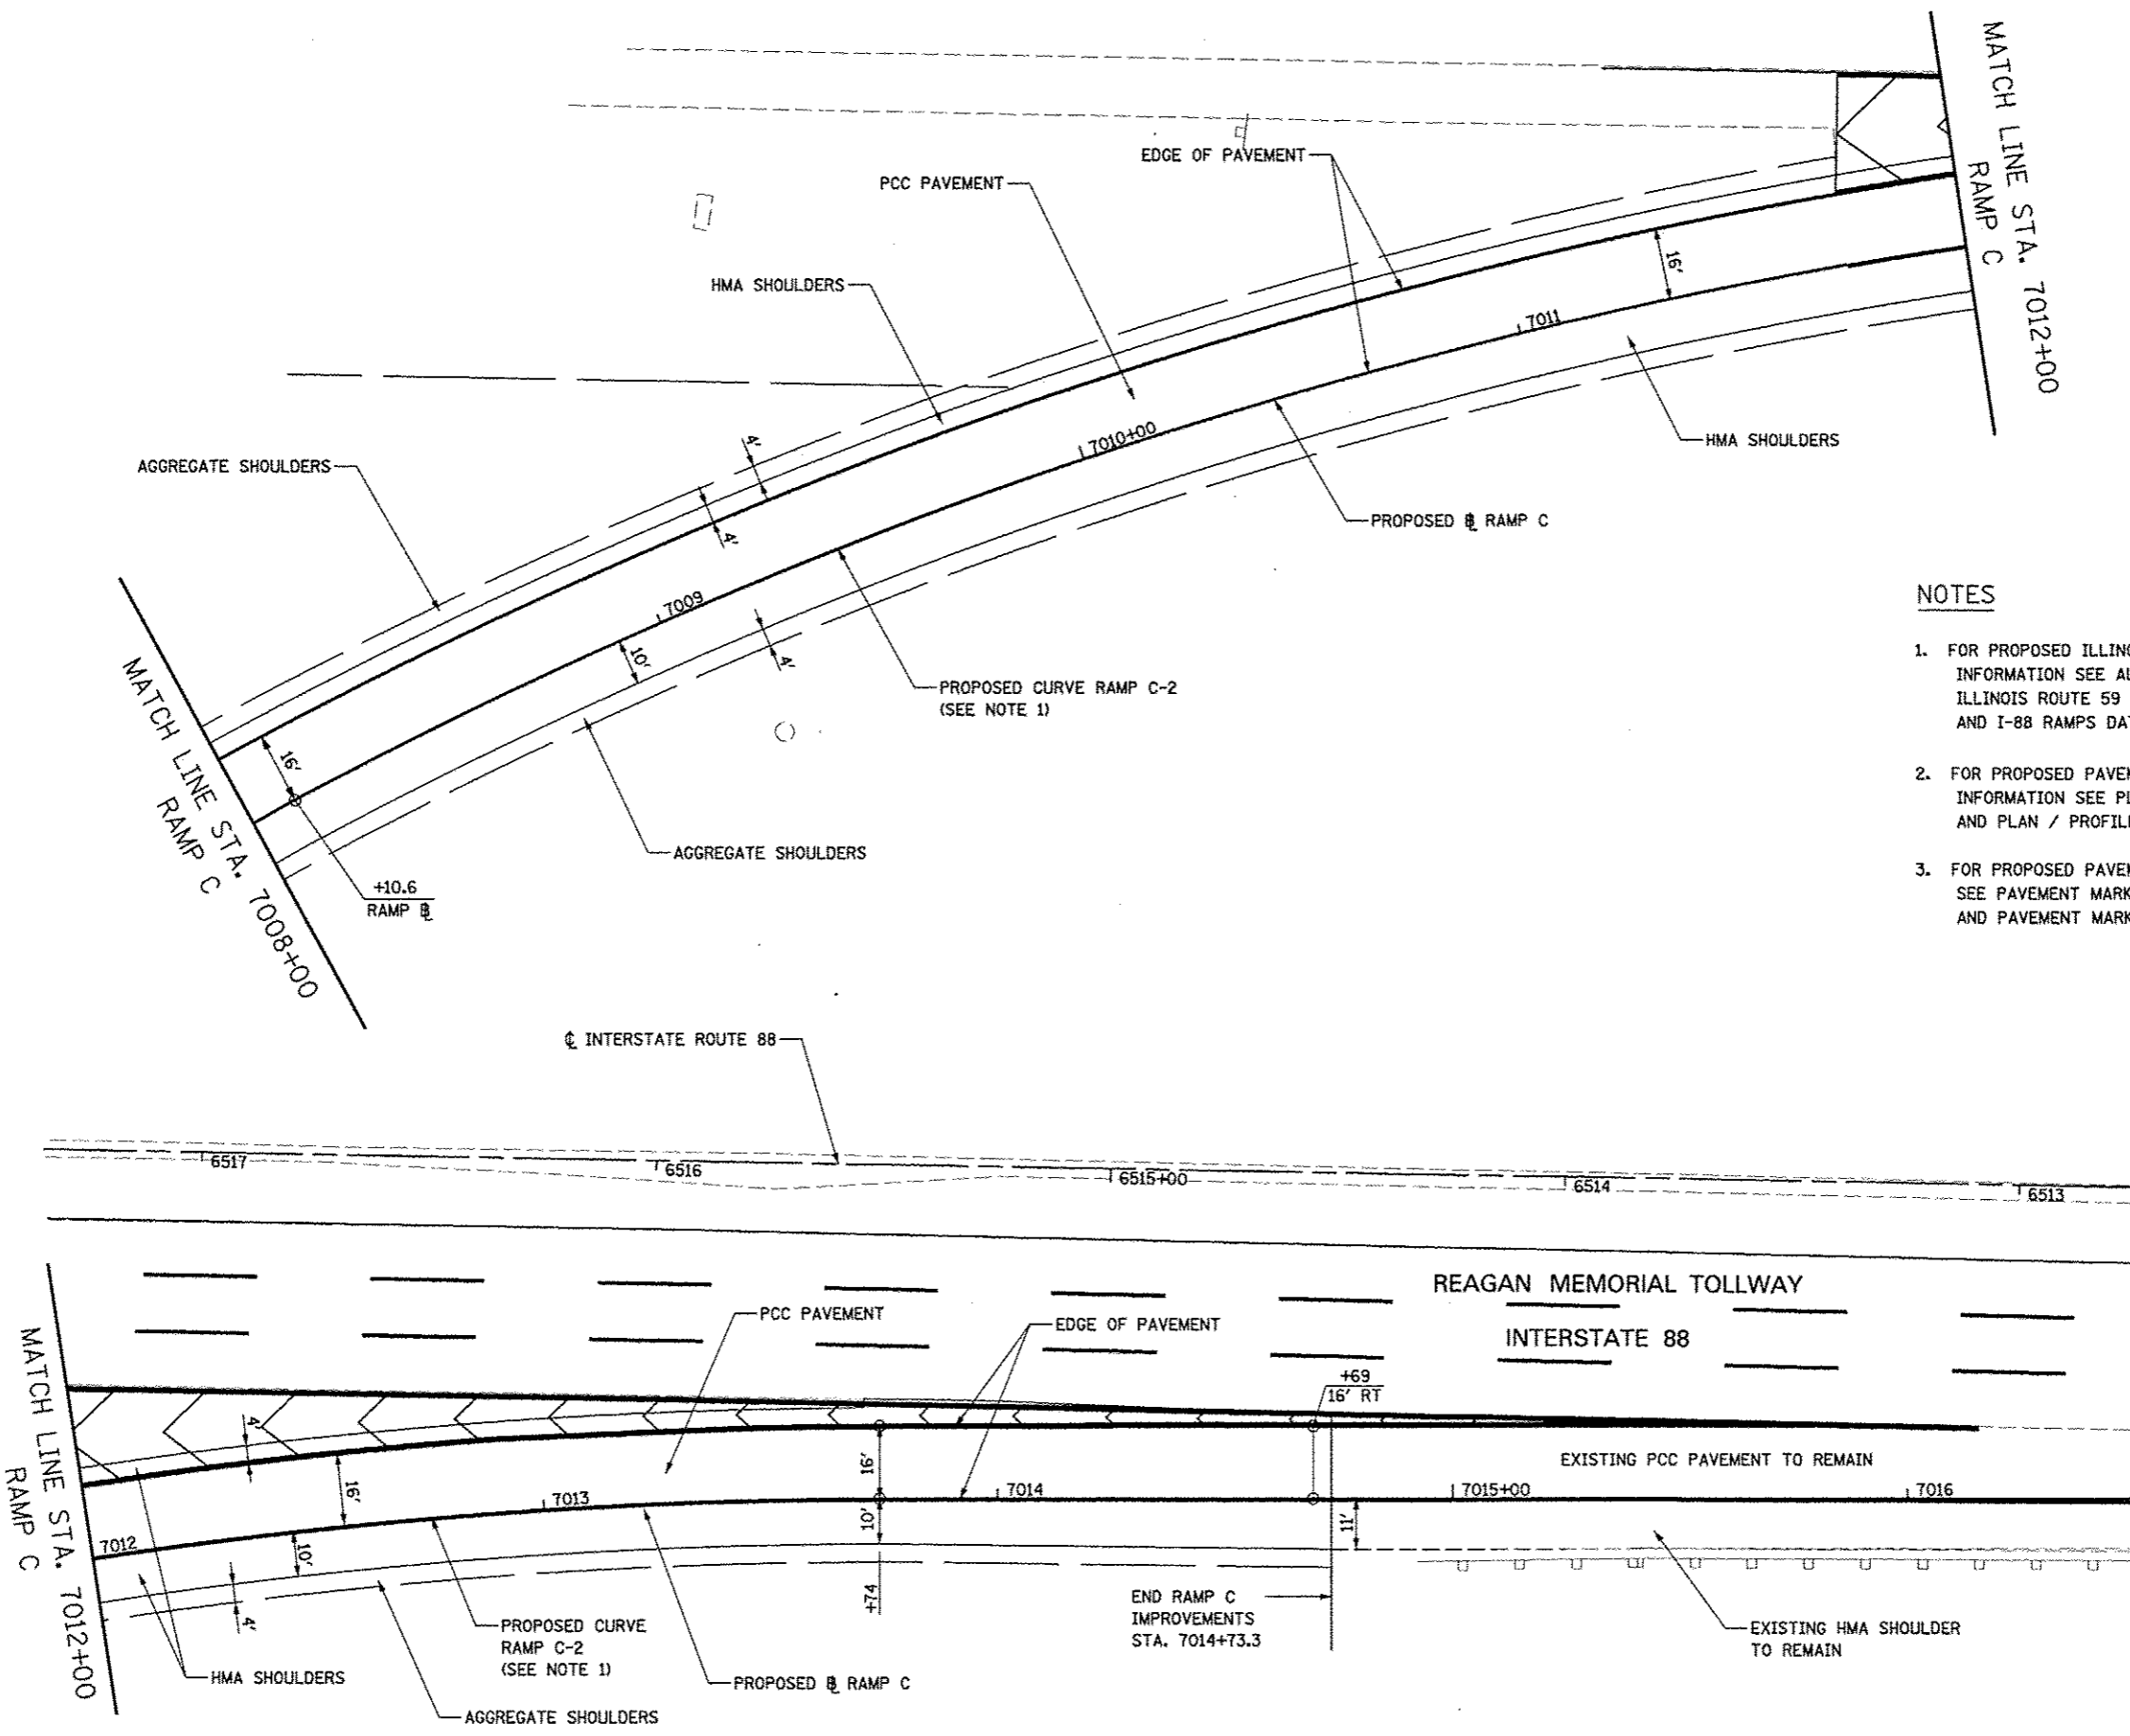 MATCH LINE STA. 7012+00
RAMP C
EDGE OF PAVEMENT
PCC PAVEMENT
HMA SHOULDERS
16'
7011
7010+00
4'
HMA SHOULDERS
AGGREGATE SHOULDERS
4'
PROPOSED ℄ RAMP C
7009
10'
4'
PROPOSED CURVE RAMP C-2
(SEE NOTE 1)
16'
MATCH LINE STA. 7008+00
RAMP C
AGGREGATE SHOULDERS
+10.6
RAMP ℄
NOTES
1. FOR PROPOSED
INFORMATION SEE
ILLINOIS ROUTE 59
AND I-88 RAMPS
2. FOR PROPOSED
INFORMATION SEE
AND PLAN /
3. FOR PROPOSED
SEE PAVEMENT
AND PAVEMENT
℄ INTERSTATE ROUTE 88
6517
6516
6515+00
6514
6513
REAGAN MEMORIAL TOLLWAY
INTERSTATE 88
PCC PAVEMENT
EDGE OF PAVEMENT
+69
16' RT
MATCH LINE STA. 7012+00
RAMP C
4'
16'
16'
EXISTING PCC PAVEMENT TO REMAIN
7012
7013
7014
7015+00
7016
10'
10'
11'
4'
+74
END RAMP C
IMPROVEMENTS
STA. 7014+73.3
PROPOSED CURVE
RAMP C-2
(SEE NOTE 1)
EXISTING HMA SHOULDER
TO REMAIN
HMA SHOULDERS
PROPOSED ℄ RAMP C
AGGREGATE SHOULDERS